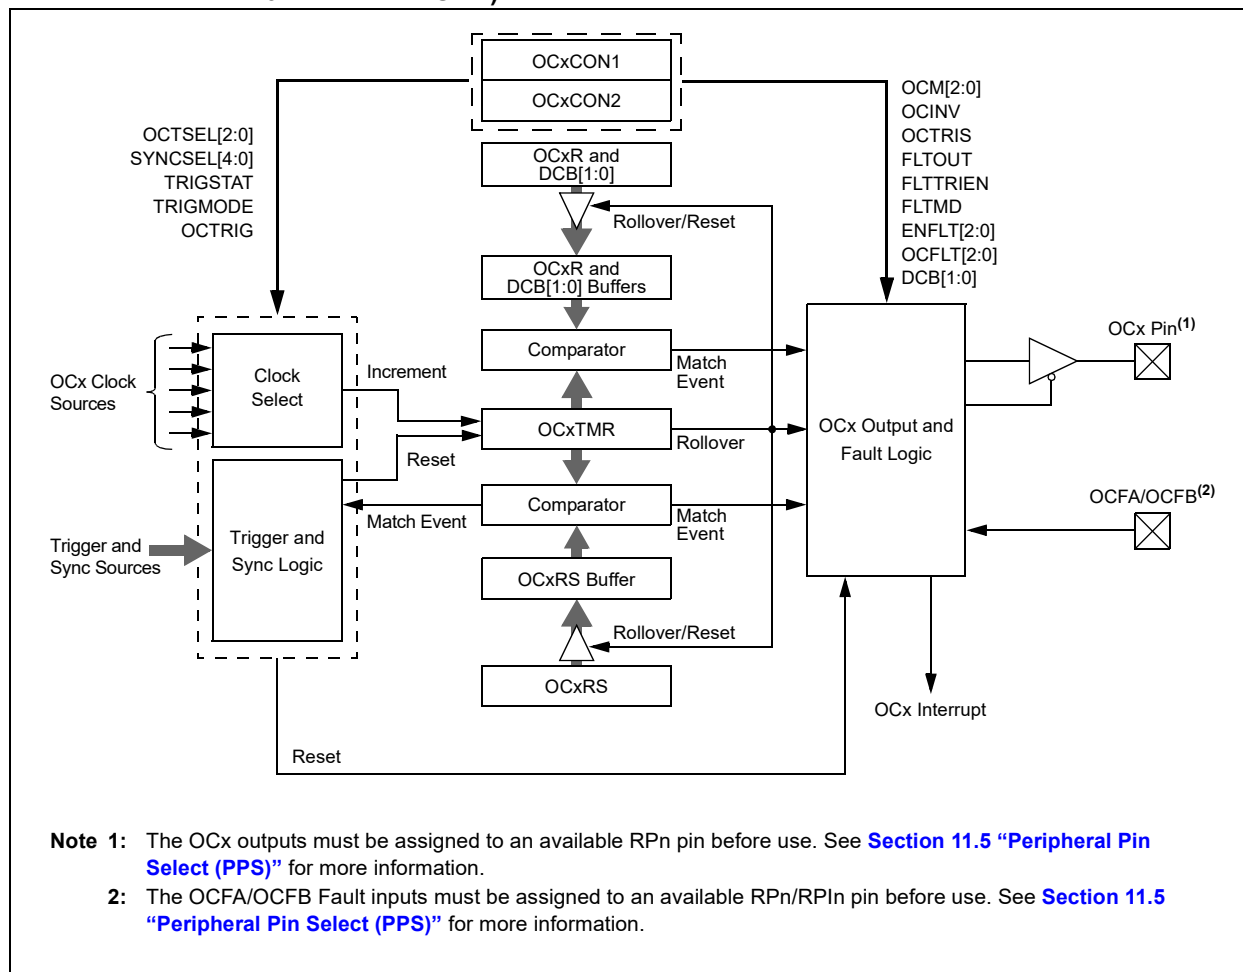 OCxCON1
OCxCON2
OCTSEL[2:0]
SYNCSEL[4:0]
TRIGSTAT
TRIGMODE
OCTRIG
OCM[2:0]
OCINV
OCTRIS
FLTOUT
FLTTRIEN
FLTMD
ENFLT[2:0]
OCFLT[2:0]
DCB[1:0]
OCxR and
DCB[1:0]
Rollover/Reset
OCxR and
DCB[1:0] Buffers
Comparator
Match
Event
OCx Clock
Sources
Clock
Select
Increment
OCxTMR
Rollover
Reset
OCx Output and
Fault Logic
OCx Pin(1)
OCFA/OCFB(2)
Comparator
Match Event
Match
Event
Trigger and
Sync Sources
Trigger and
Sync Logic
OCxRS Buffer
Rollover/Reset
OCxRS
OCx Interrupt
Reset
Note 1: The OCx outputs must be assigned to an available RPn pin before use. See Section 11.5 “Peripheral Pin
Select (PPS)” for more information.
2: The OCFA/OCFB Fault inputs must be assigned to an available RPn/RPIn pin before use. See Section 11.5
“Peripheral Pin Select (PPS)” for more information.